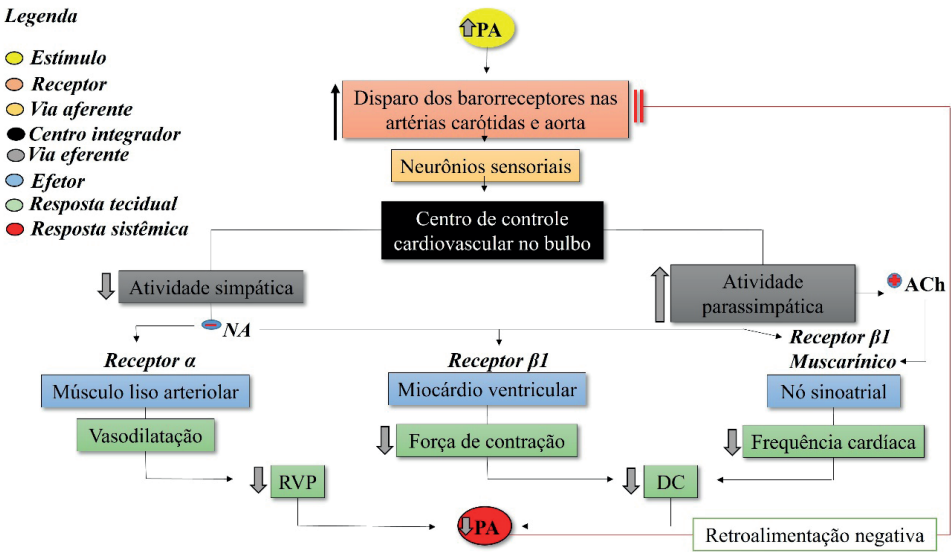 Legenda
Estímulo
Receptor
Via aferente
Centro integrador
Via eferente
Efetor
Resposta tecidual
Resposta sistêmica
PA
Disparo dos barorreceptores nas
artérias carótidas e aorta
Neurônios sensoriais
Centro de controle
cardiovascular no bulbo
Atividade simpática
Atividade
parassimpática
ACh
NA
Receptor α
Receptor β1
Receptor β1
Muscarínico
Músculo liso arteriolar
Miocárdio ventricular
Nó sinoatrial
Vasodilatação
Força de contração
Frequência cardíaca
RVP
DC
PA
Retroalimentação negativa